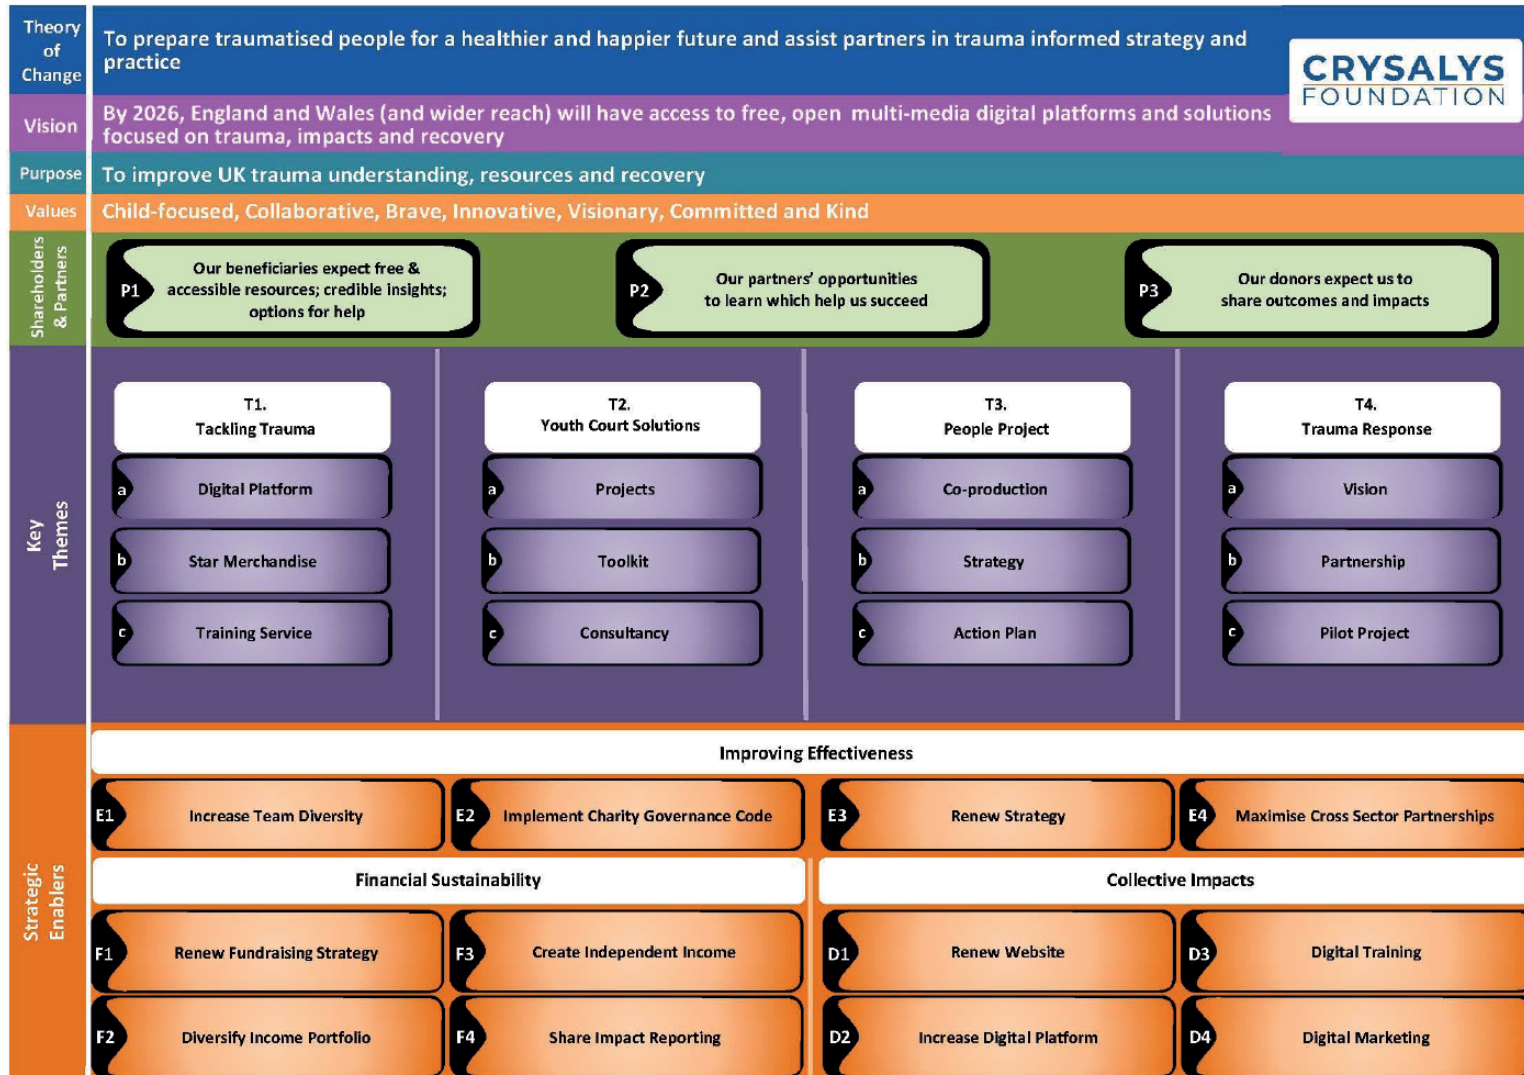 Theory
of
Change
To prepare traumatised people for a healthier and happier future and assist partners in trauma informed strategy and
practice
CRYSALYS
FOUNDATION
Vision
By 2026, England and Wales (and wider reach) will have access to free, open multi-media digital platforms and solutions
focused on trauma, impacts and recovery
Purpose
To improve UK trauma understanding, resources and recovery
Values
Child-focused, Collaborative, Brave, Innovative, Visionary, Committed and Kind
Shareholders
& Partners
P1
Our beneficiaries expect free &
accessible resources; credible insights;
options for help
P2
Our partners' opportunities
to learn which help us succeed
P3
Our donors expect us to
share outcomes and impacts
Key
Themes
T1.
Tackling Trauma
a
Digital Platform
b
Star Merchandise
c
Training Service
T2.
Youth Court Solutions
a
Projects
b
Toolkit
c
Consultancy
T3.
People Project
a
Co-production
b
Strategy
c
Action Plan
T4.
Trauma Response
a
Vision
b
Partnership
c
Pilot Project
Strategic
Enablers
Improving Effectiveness
E1
Increase Team Diversity
E2
Implement Charity Governance Code
E3
Renew Strategy
E4
Maximise Cross Sector Partnerships
Financial Sustainability
F1
Renew Fundraising Strategy
F3
Create Independent Income
F2
Diversify Income Portfolio
F4
Share Impact Reporting
Collective Impacts
D1
Renew Website
D3
Digital Training
D2
Increase Digital Platform
D4
Digital Marketing